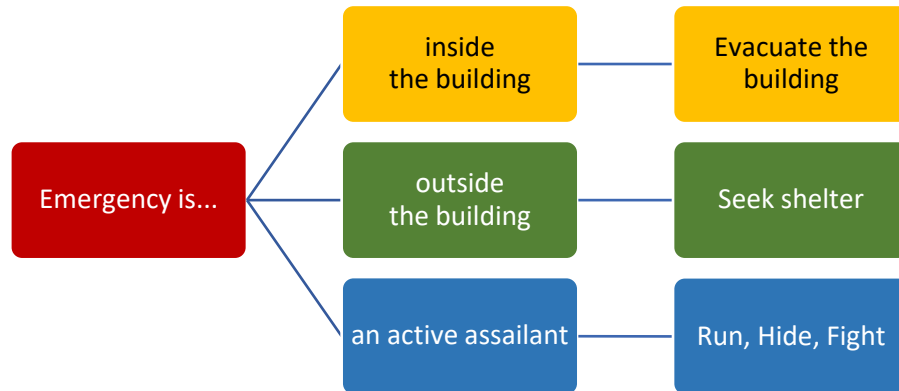 Emergency is...
inside
the building
Evacuate the
building
outside
the building
Seek shelter
an active assailant
Run, Hide, Fight